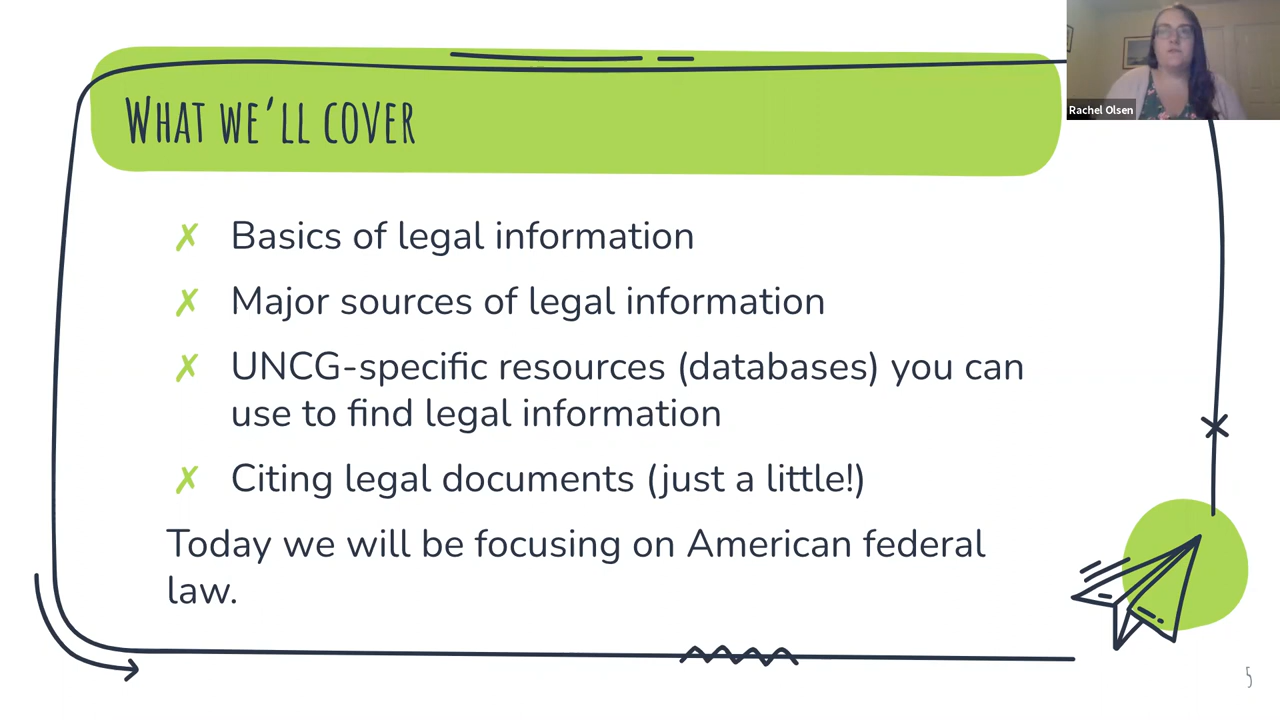 Rachel Olsen
What we'll cover
✗ Basics of legal information
✗ Major sources of legal information
✗ UNCG-specific resources (databases) you can
use to find legal information
✗ Citing legal documents (just a little!)
Today we will be focusing on American federal
law.
5